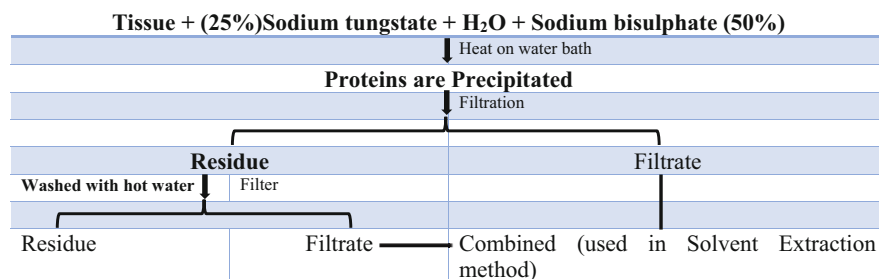 Tissue + (25%)Sodium tungstate + H₂O + Sodium bisulphate (50%)
Heat on water bath
Proteins are Precipitated
Filtration
Residue Filtrate
Washed with hot water Filter
Residue Filtrate Combined (used in Solvent Extraction
method)